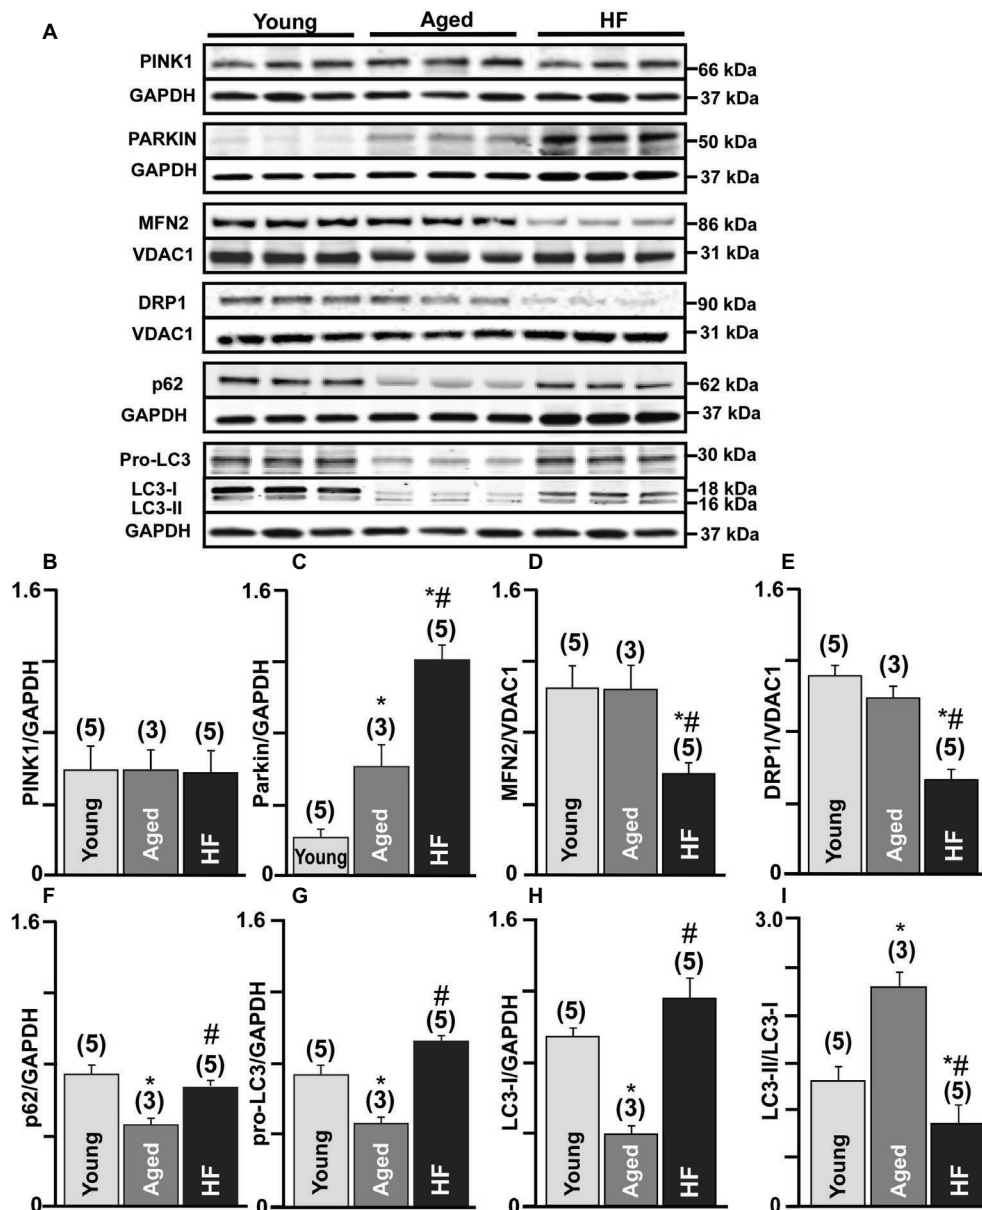 Young Aged HF
A
PINK1 66 kDa
GAPDH 37 kDa
PARKIN 50 kDa
GAPDH 37 kDa
MFN2 86 kDa
VDAC1 31 kDa
DRP1 90 kDa
VDAC1 31 kDa
p62 62 kDa
GAPDH 37 kDa
Pro-LC3 30 kDa
LC3-I 18 kDa
LC3-II 16 kDa
GAPDH 37 kDa
B
1.6
PINK1/GAPDH
(5) (3) (5)
Young Aged HF
0
C
1.6
Parkin/GAPDH
*#
(5)
*
(3)
(5)
Young Aged HF
0
D
1.6
MFN2/VDAC1
(5) (3)
*#
(5)
Young Aged HF
0
E
1.6
DRP1/VDAC1
(5) (3)
*#
(5)
Young Aged HF
0
F
1.6
p62/GAPDH
(5)
*
(3)
#
(5)
Young Aged HF
0
G
1.6
pro-LC3/GAPDH
(5)
*
(3)
#
(5)
Young Aged HF
0
H
1.6
LC3-I/GAPDH
(5)
*
(3)
#
(5)
Young Aged HF
0
I
3.0
LC3-II/LC3-I
(5)
*
(3)
*#
(5)
Young Aged HF
0